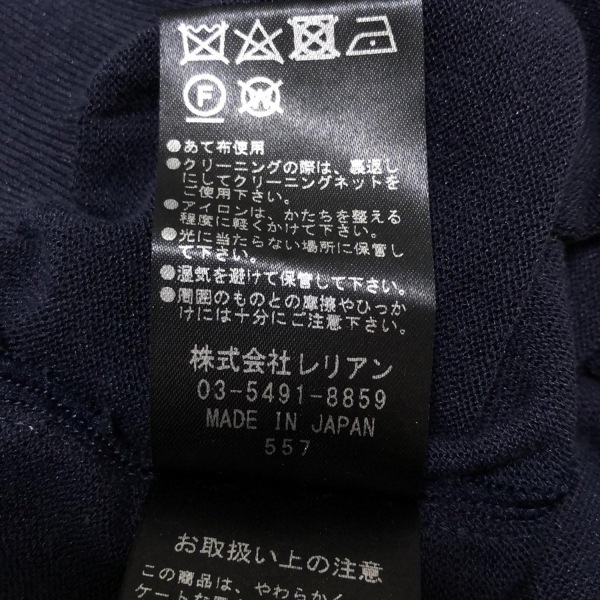 F W
●あて布使用
●クリーニングの際は、裏返し
にしてクリーニングネットを
ご使用下さい。
●アイロンは、かたちを整える
程度に軽くかけて下さい。
●光に当たらない場所に保管し
て下さい。
●湿気を避けて保管して下さい。
●周囲のものとの摩擦やひっか
けには十分にご注意下さい。
株式会社レリアン
03-5491-8859
MADE IN JAPAN
557
お取扱い上の注意
この商品は、やわらかく
ケートな